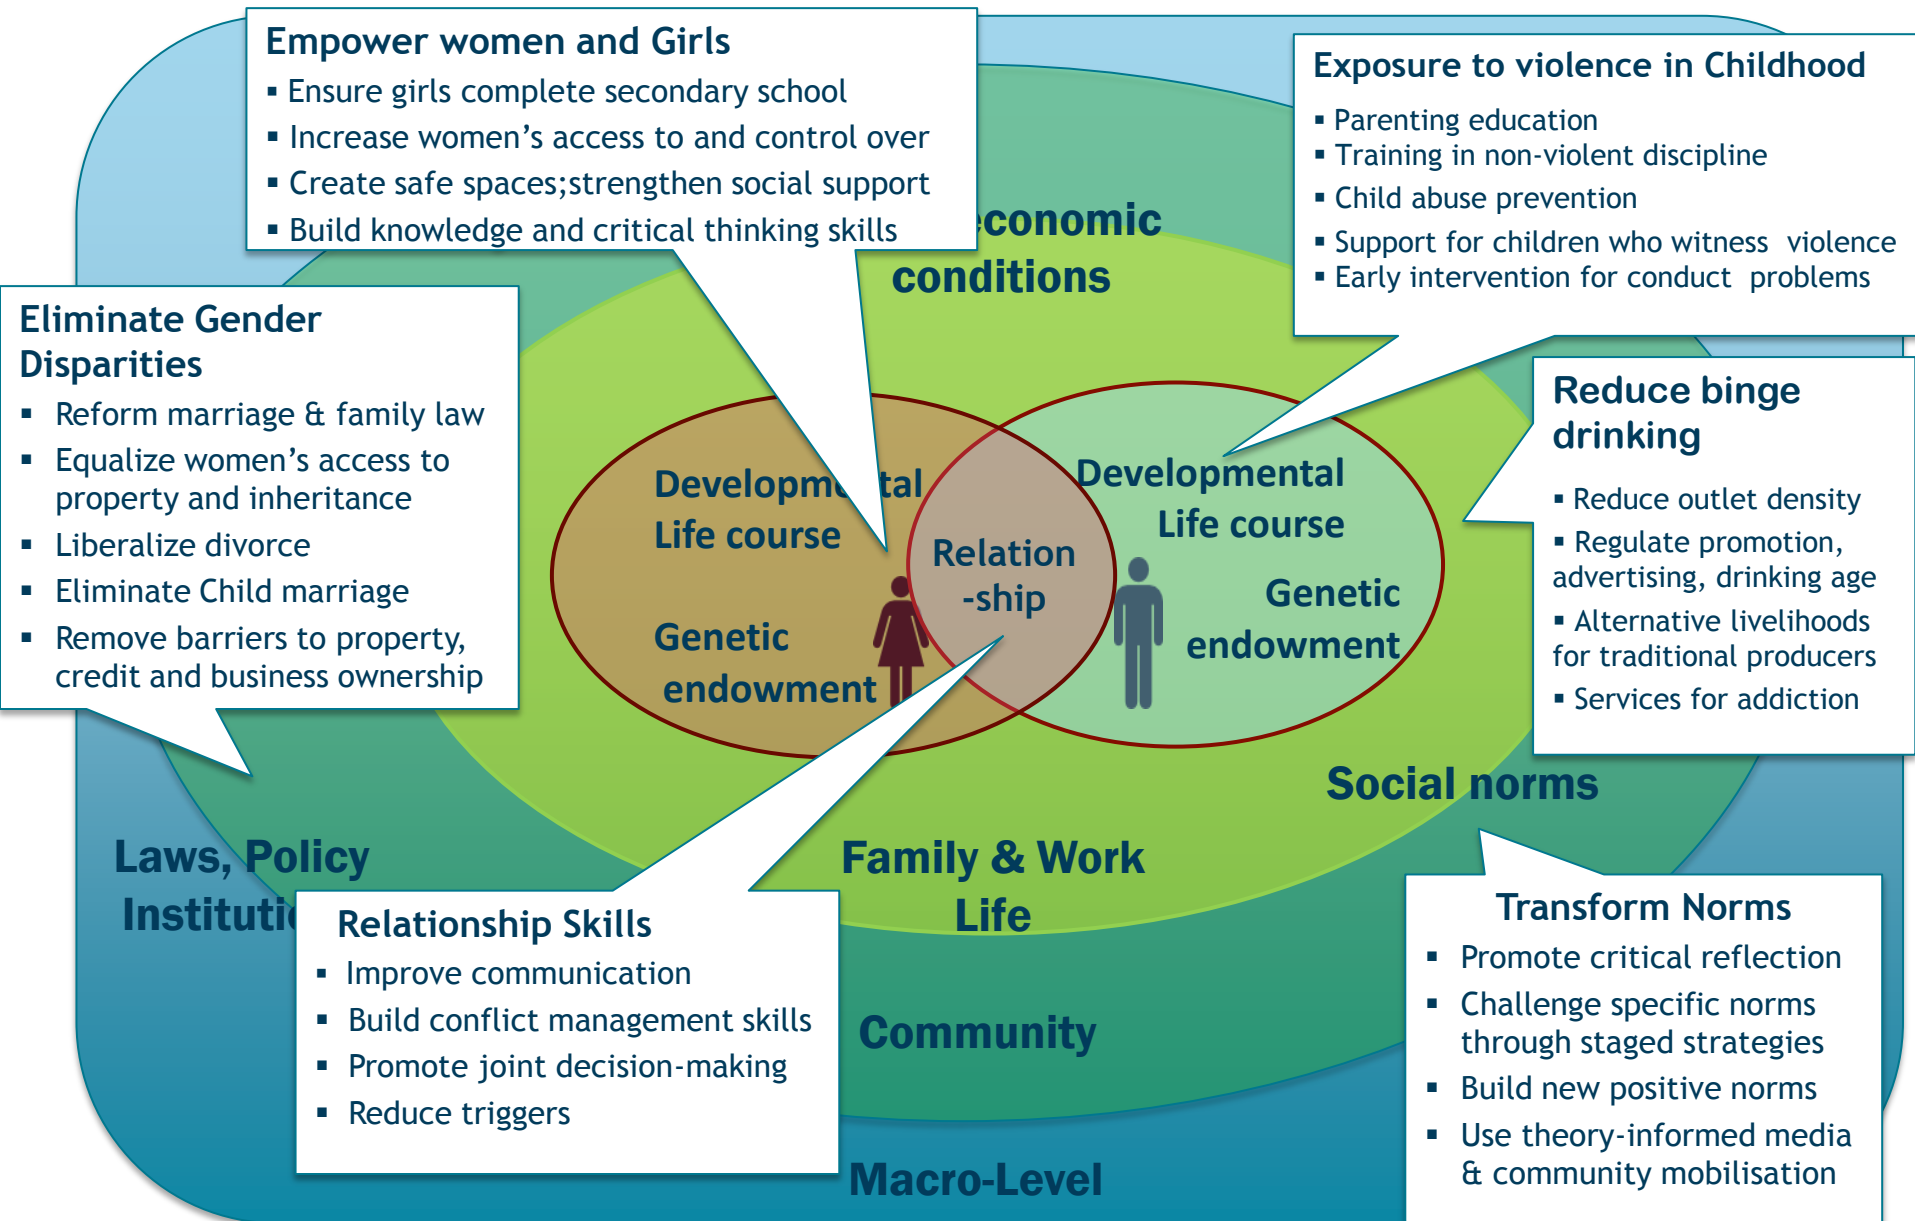 Empower women and Girls
▪ Ensure girls complete secondary school
▪ Increase women’s access to and control over
▪ Create safe spaces;strengthen social support
▪ Build knowledge and critical thinking skills
Exposure to violence in Childhood
▪ Parenting education
▪ Training in non-violent discipline
▪ Child abuse prevention
▪ Support for children who witness violence
▪ Early intervention for conduct problems
conditions
Eliminate Gender
Disparities
▪ Reform marriage & family law
▪ Equalize women’s access to
property and inheritance
▪ Liberalize divorce
▪ Eliminate Child marriage
▪ Remove barriers to property,
credit and business ownership
Reduce binge
drinking
▪ Reduce outlet density
▪ Regulate promotion,
advertising, drinking age
▪ Alternative livelihoods
for traditional producers
▪ Services for addiction
Life course
Genetic
endowment
Relation
-ship
Developmental
Life course
Genetic
endowment
Social norms
Laws, Policy
Family & Work
Life
Relationship Skills
▪ Improve communication
▪ Build conflict management skills
▪ Promote joint decision-making
▪ Reduce triggers
Transform Norms
▪ Promote critical reflection
▪ Challenge specific norms
through staged strategies
▪ Build new positive norms
▪ Use theory-informed media
& community mobilisation
Community
Macro-Level